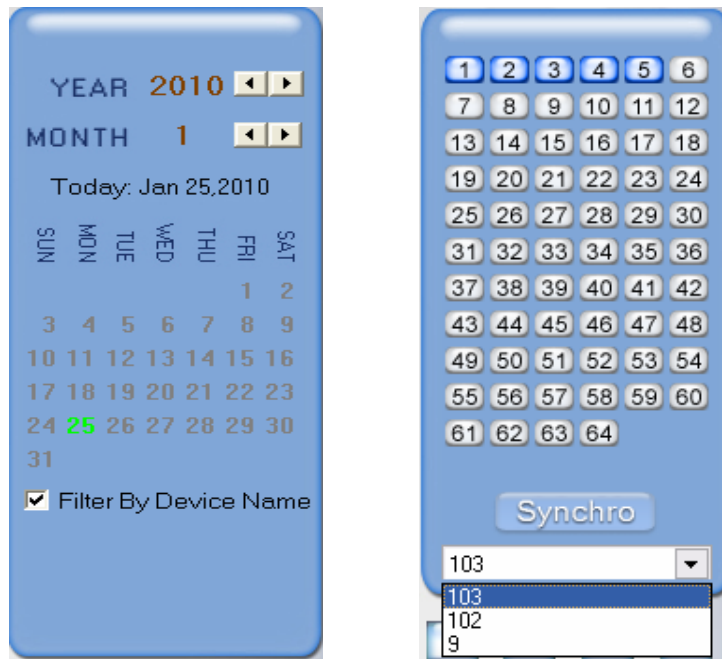 YEAR 2010
MONTH 1
Today: Jan 25,2010
SUN MON TUE WED THU FRI SAT
1 2
3 4 5 6 7 8 9
10 11 12 13 14 15 16
17 18 19 20 21 22 23
24 25 26 27 28 29 30
31
Filter By Device Name
1 2 3 4 5 6
7 8 9 10 11 12
13 14 15 16 17 18
19 20 21 22 23 24
25 26 27 28 29 30
31 32 33 34 35 36
37 38 39 40 41 42
43 44 45 46 47 48
49 50 51 52 53 54
55 56 57 58 59 60
61 62 63 64
Synchro
103
103
102
9